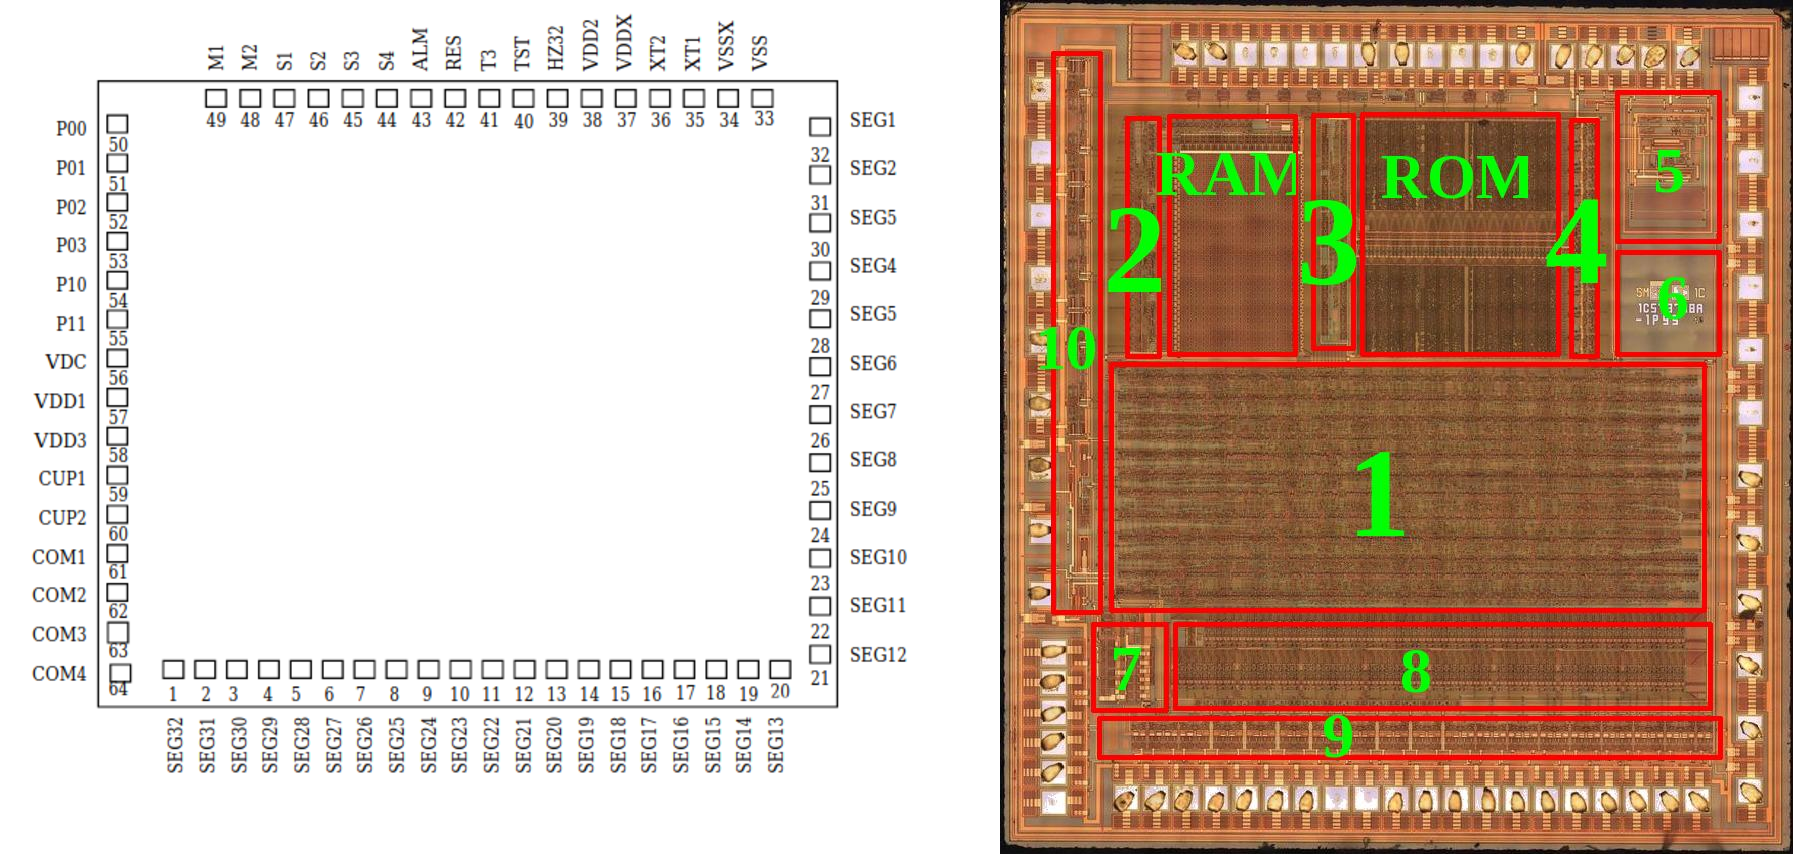 M1 M2 S1 S2 S3 S4 ALM RES T3 TST HZ32 VDD2 VDDX XT2 XT1 VSSX VSS
49 48 47 46 45 44 43 42 41 40 39 38 37 36 35 34 33
P00 50
P01 51
P02 52
P03 53
P10 54
P11 55
VDC 56
VDD1 57
VDD3 58
CUP1 59
CUP2 60
COM1 61
COM2 62
COM3 63
COM4 64
SEG1 32
SEG2 31
SEG5 30
SEG4 29
SEG5 28
SEG6 27
SEG7 26
SEG8 25
SEG9 24
SEG10 23
SEG11 22
SEG12 21
1 2 3 4 5 6 7 8 9 10 11 12 13 14 15 16 17 18 19 20
SEG32 SEG31 SEG30 SEG29 SEG28 SEG27 SEG26 SEG25 SEG24 SEG23 SEG22 SEG21 SEG20 SEG19 SEG18 SEG17 SEG16 SEG15 SEG14 SEG13
RAM
ROM
2
3
4
5
6
10
1
7
8
9